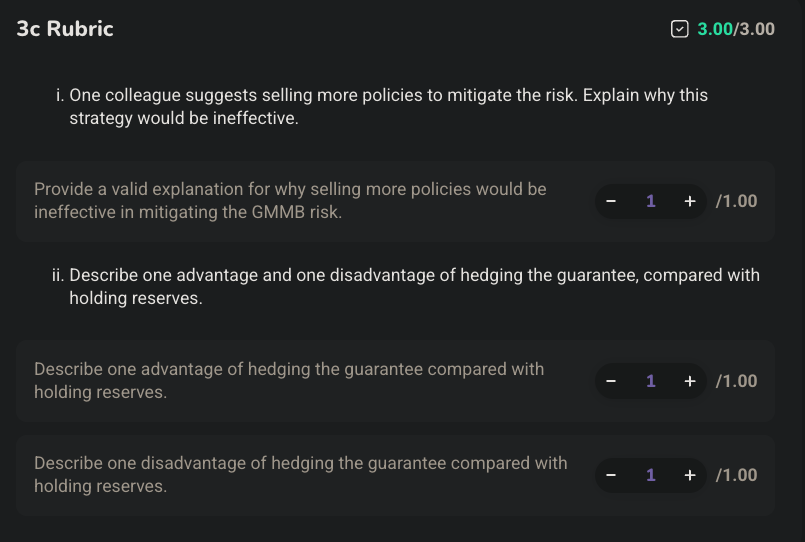 3c Rubric
3.00/3.00
i. One colleague suggests selling more policies to mitigate the risk. Explain why this
strategy would be ineffective.
Provide a valid explanation for why selling more policies would be
ineffective in mitigating the GMMB risk.
− 1 + /1.00
ii. Describe one advantage and one disadvantage of hedging the guarantee, compared with
holding reserves.
Describe one advantage of hedging the guarantee compared with
holding reserves.
− 1 + /1.00
Describe one disadvantage of hedging the guarantee compared with
holding reserves.
− 1 + /1.00